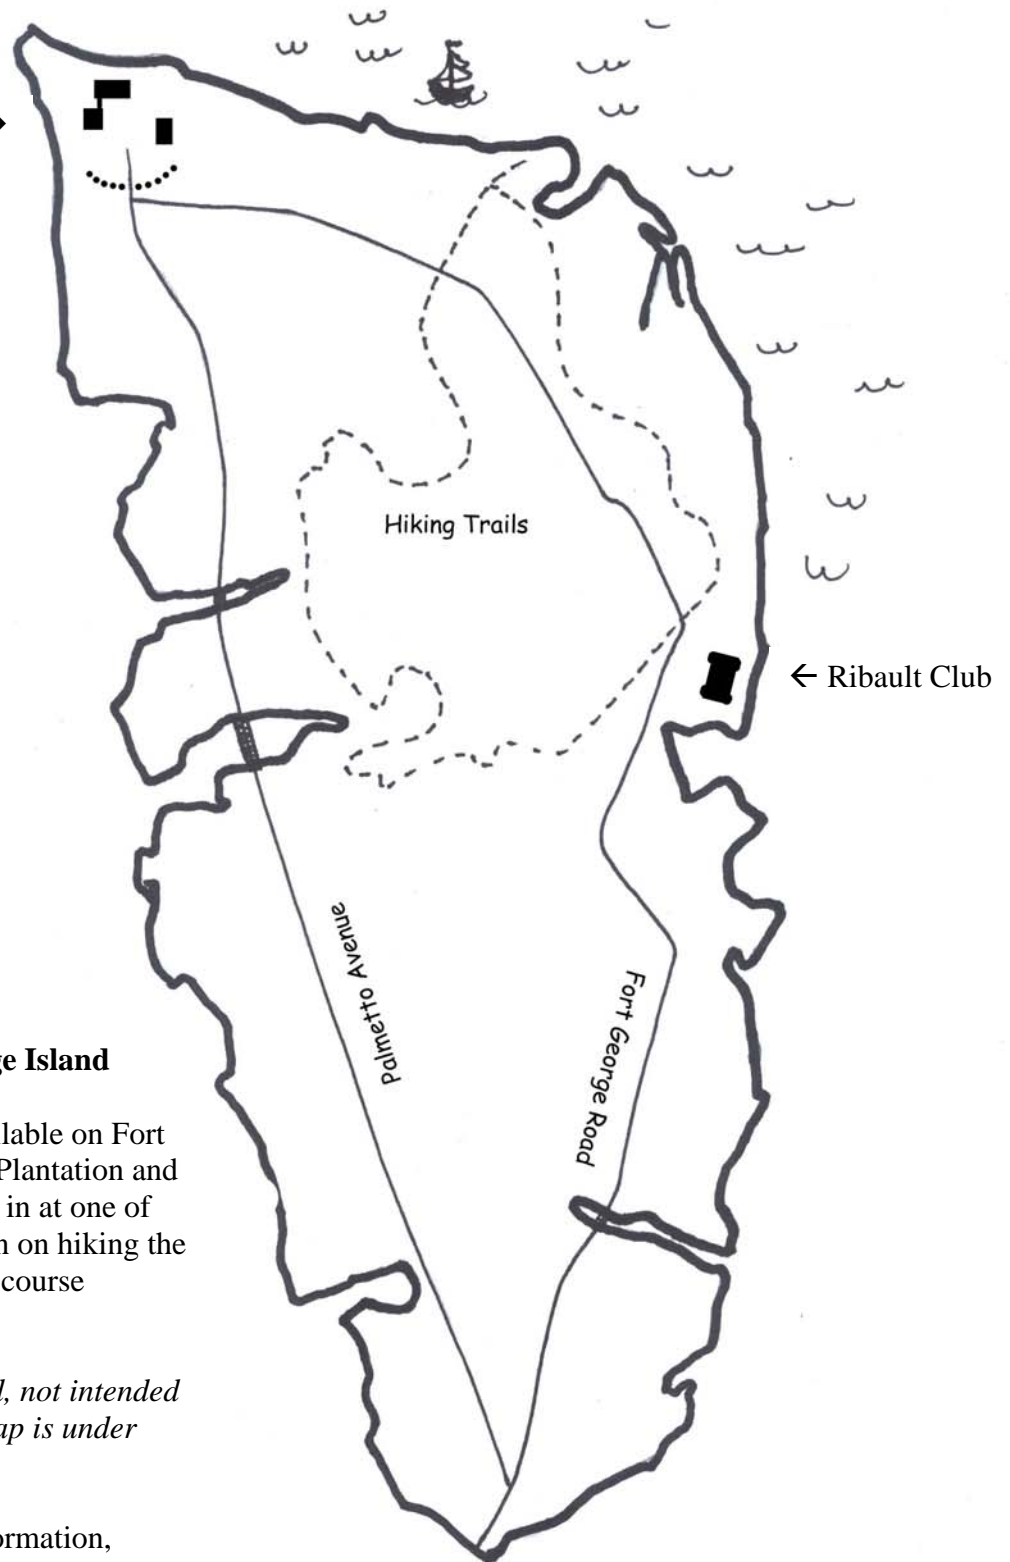 Hiking Trails
← Ribault Club
Palmetto Avenue
Fort George Road
Island
lable on Fort
Plantation and
in at one of
on hiking the
course
not intended
ap is under
ormation,